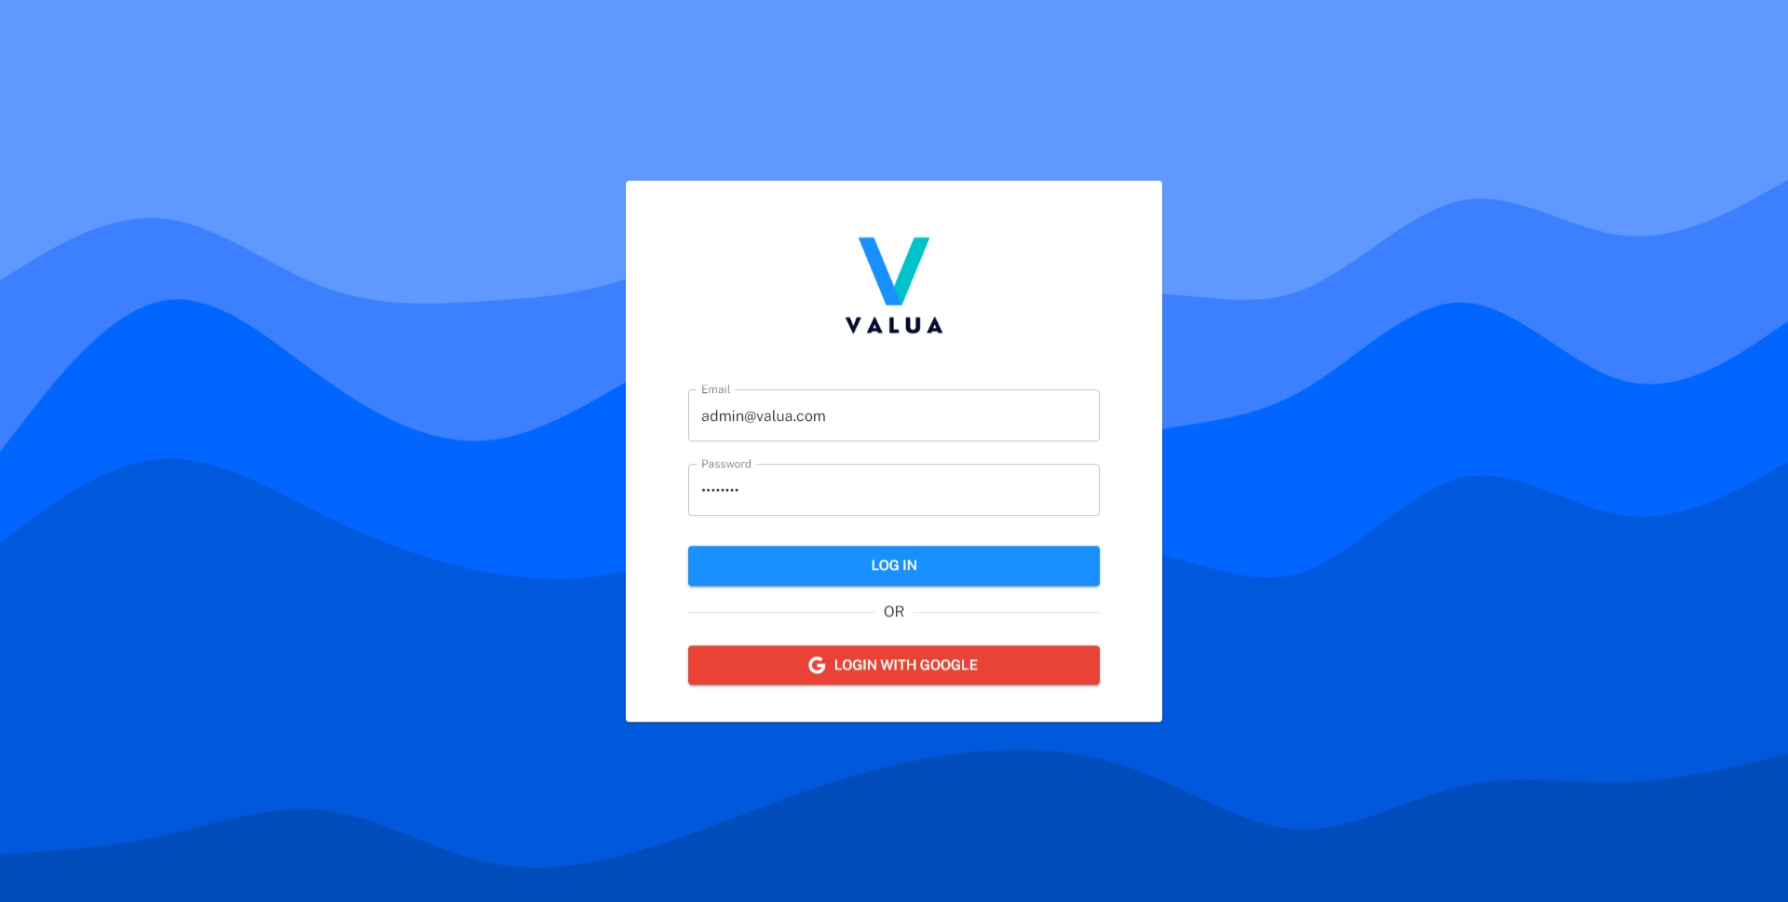 VALUA
Email
admin@valua.com
Password
••••••••
LOG IN
OR
LOGIN WITH GOOGLE